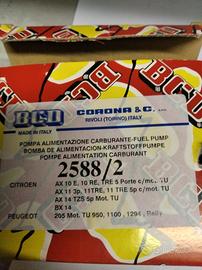 BCD
MADE IN ITALY
CORONA & C.
RIVOLI (TORINO) ITALY
POMPA ALIMENTAZIONE CARBURANTE-FUEL PUMP
BOMBA DE ALIMENTACION-KRAFTSTOFFPUMPE
POMPE ALIMENTATION CARBURANT
2588/2
CITROEN AX 10 E, 10 RE, TRE 5 Porte c/mot. TU
AX 11 3p, 11TRE, 11 TRE 5p c/mot. TU
AX 14 TZS 5p Mot. TU
BX 14
PEUGEOT 205 Mot. TU 950, 1100, 1294, Rally